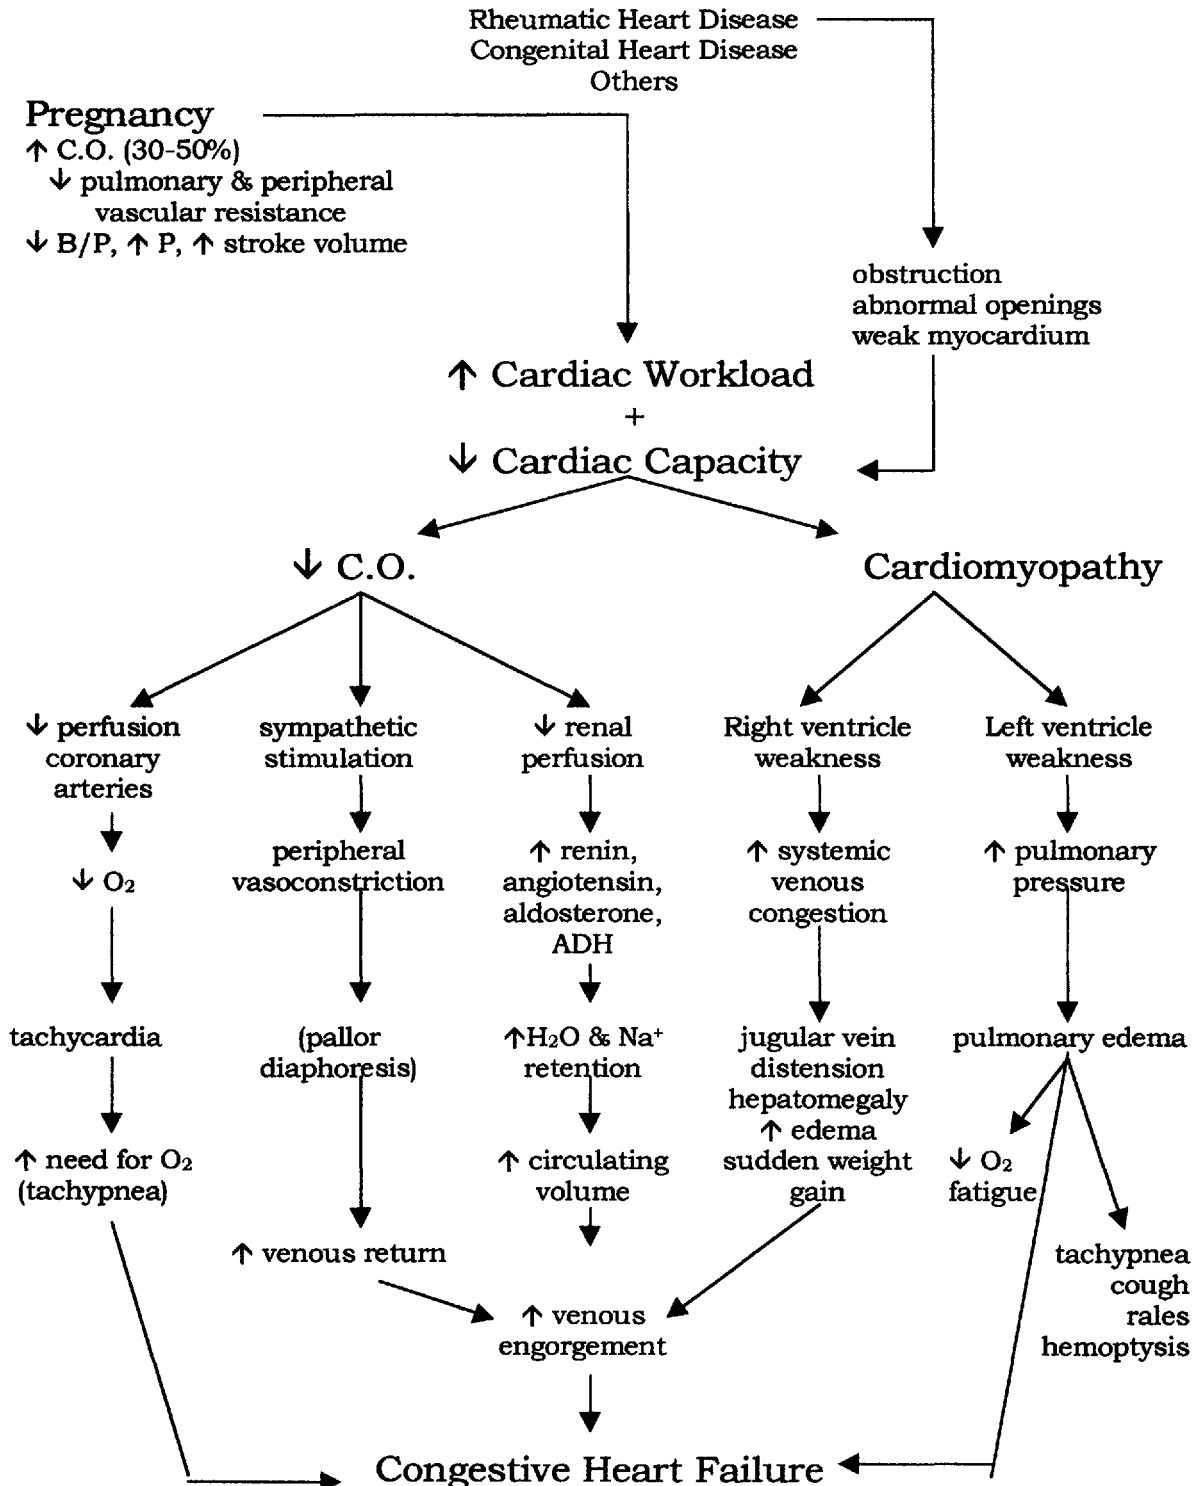 Rheumatic Heart Disease
Congenital Heart Disease
Others
Pregnancy
↑ C.O. (30-50%)
↓ pulmonary & peripheral
vascular resistance
↓ B/P, ↑ P, ↑ stroke volume
obstruction
abnormal openings
weak myocardium
↑ Cardiac Workload
+
↓ Cardiac Capacity
↓ C.O.
Cardiomyopathy
↓ perfusion
coronary
arteries
↓ O₂
tachycardia
↑ need for O₂
(tachypnea)
sympathetic
stimulation
peripheral
vasoconstriction
(pallor
diaphoresis)
↑ venous return
↓ renal
perfusion
↑ renin,
angiotensin,
aldosterone,
ADH
↑H₂O & Na⁺
retention
↑ circulating
volume
↑ venous
engorgement
Right ventricle
weakness
↑ systemic
venous
congestion
jugular vein
distension
hepatomegaly
↑ edema
sudden weight
gain
Left ventricle
weakness
↑ pulmonary
pressure
pulmonary edema
↓ O₂
fatigue
tachypnea
cough
rales
hemoptysis
Congestive Heart Failure